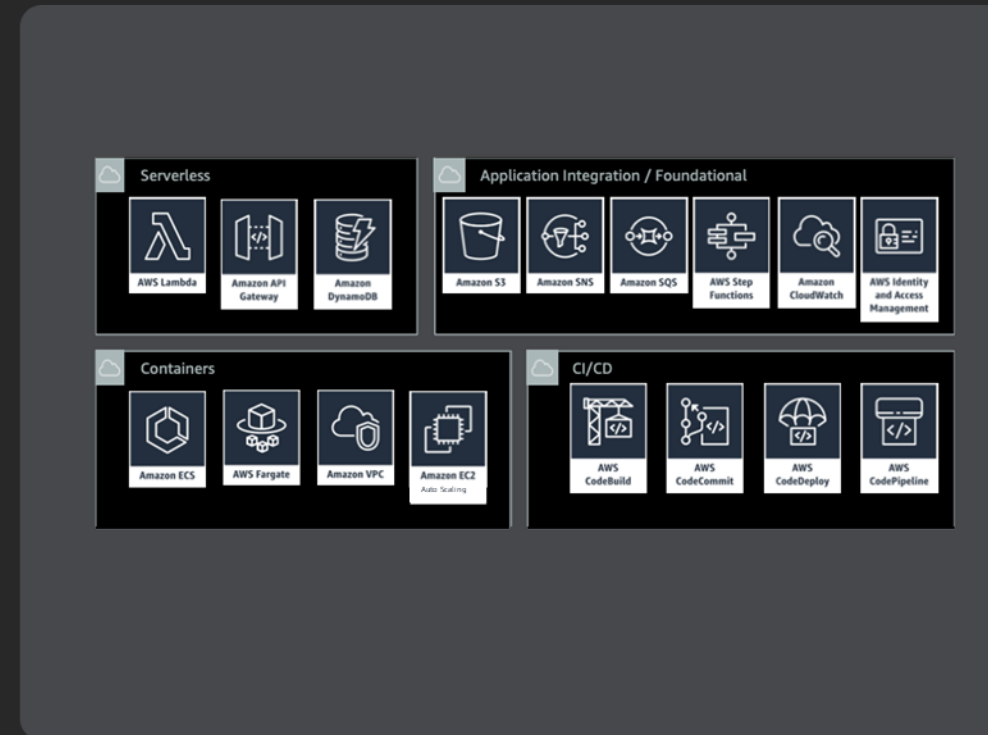 Serverless
AWS Lambda
Amazon API
Gateway
Amazon
DynamoDB
Application Integration / Foundational
Amazon S3
Amazon SNS
Amazon SQS
AWS Step
Functions
Amazon
CloudWatch
AWS Identity
and Access
Management
Containers
Amazon ECS
AWS Fargate
Amazon VPC
Amazon EC2
Auto Scaling
CI/CD
AWS
CodeBuild
AWS
CodeCommit
AWS
CodeDeploy
AWS
CodePipeline